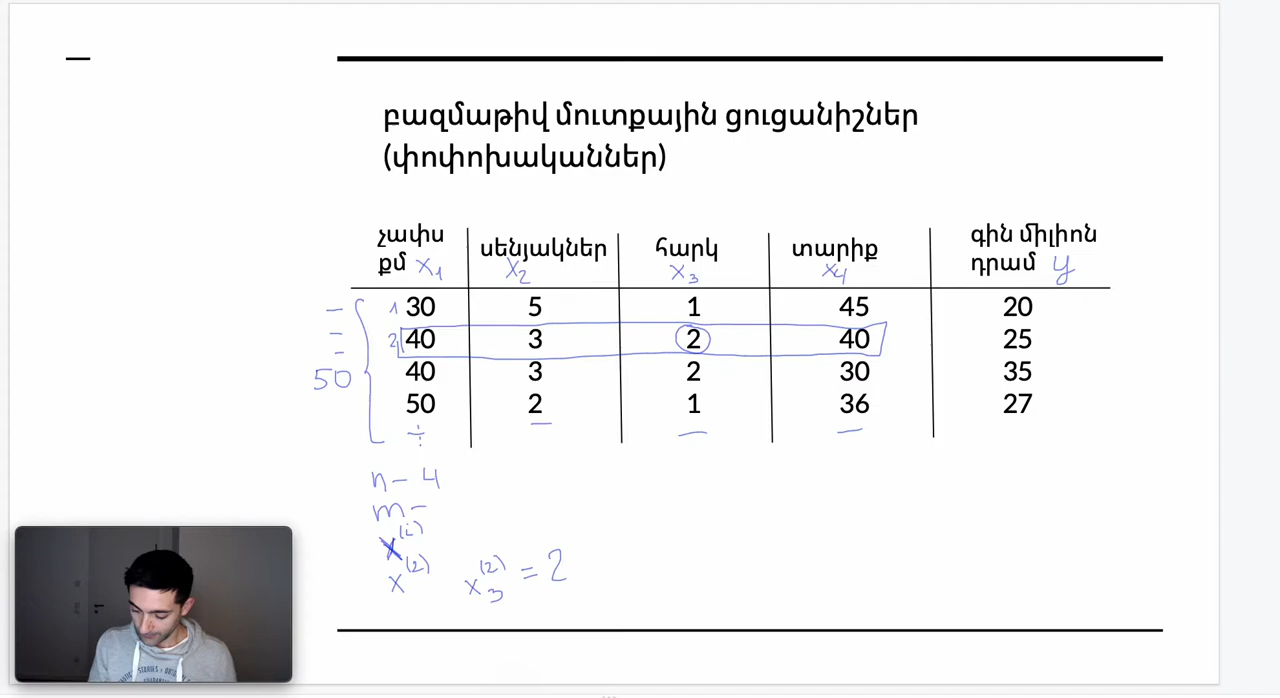 բազմաթիվ մուտքային ցուցանիշներ
(փոփոխականներ)
չափս քմ x₁ սենյակներ x₂ հարկ x₃ տարիք x₄ գին միլիոն դրամ y
1 30 5 1 45 20
2 40 3 2 40 25
50 40 3 2 30 35
50 2 1 36 27
n – 4
m –
x⁽ⁱ⁾
x⁽²⁾ x₃⁽²⁾ = 2